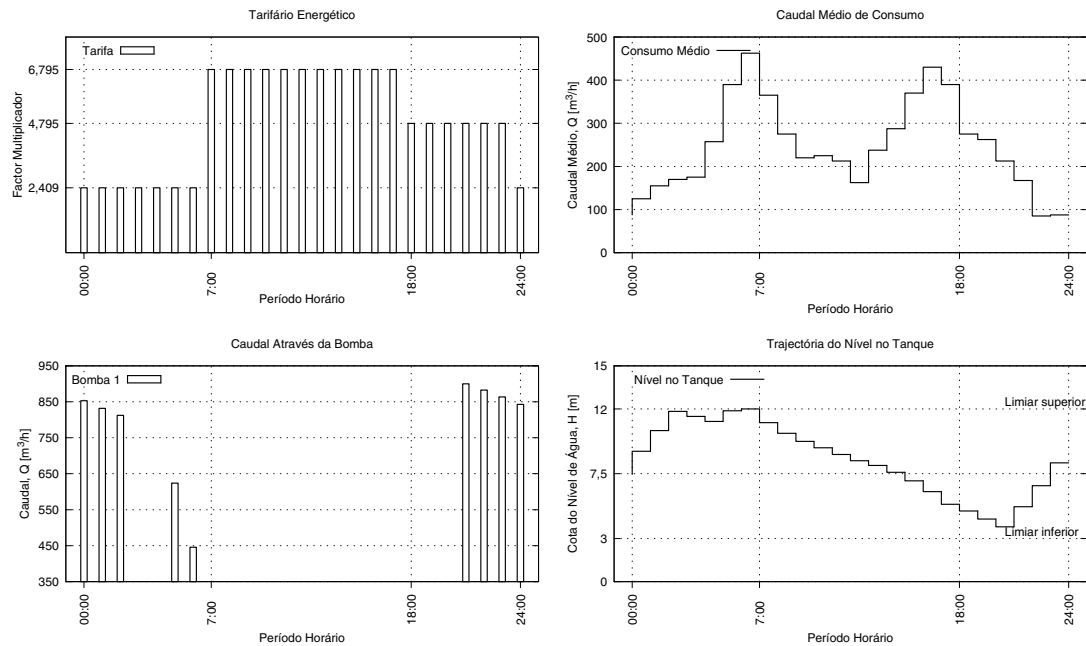 Tarifário Energético
Factor Multiplicador
Tarifa
6,795
4,795
2,409
00:00
7:00
18:00
24:00
Período Horário
Caudal Médio de Consumo
Caudal Médio, Q [m³/h]
Consumo Médio
500
400
300
200
100
0
00:00
7:00
18:00
24:00
Período Horário
Caudal Através da Bomba
Caudal, Q [m³/h]
Bomba 1
950
850
750
650
550
450
350
00:00
7:00
18:00
24:00
Período Horário
Trajectória do Nível no Tanque
Cota do Nível de Água, H [m]
Nível no Tanque
15
12
7,5
3
0
Limiar superior
Limiar inferior
00:00
7:00
18:00
24:00
Período Horário